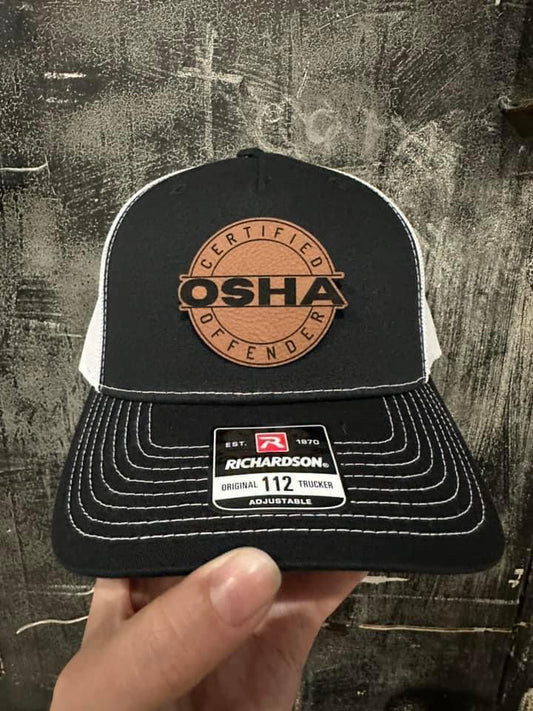 CERTIFIED
OSHA
OFFENDER
EST. R 1870
RICHARDSON®
ORIGINAL 112 TRUCKER
ADJUSTABLE